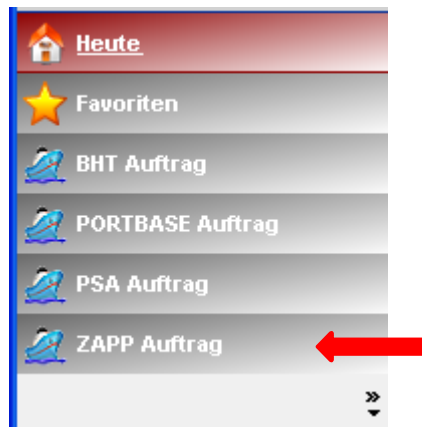 Heute
Favoriten
BHT Auftrag
PORTBASE Auftrag
PSA Auftrag
ZAPP Auftrag
»